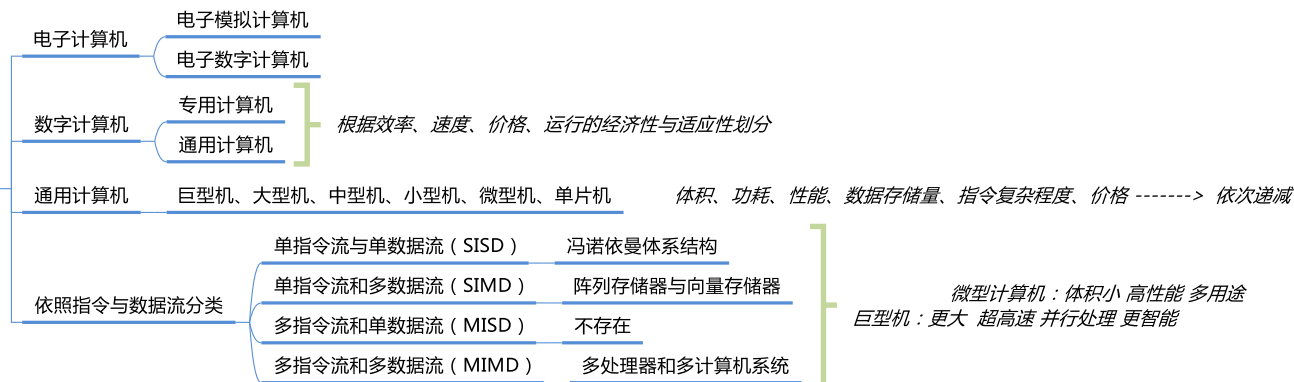 电子计算机
电子模拟计算机
电子数字计算机
数字计算机
专用计算机
通用计算机
根据效率、速度、价格、运行的经济性与适应性划分
通用计算机
巨型机、大型机、中型机、小型机、微型机、单片机
体积、功耗、性能、数据存储量、指令复杂程度、价格 -------> 依次递减
依照指令与数据流分类
单指令流与单数据流（SISD）
冯诺依曼体系结构
单指令流和多数据流（SIMD）
阵列存储器与向量存储器
多指令流和单数据流（MISD）
不存在
多指令流和多数据流（MIMD）
多处理器和多计算机系统
微型计算机：体积小 高性能 多用途
巨型机：更大 超高速 并行处理 更智能